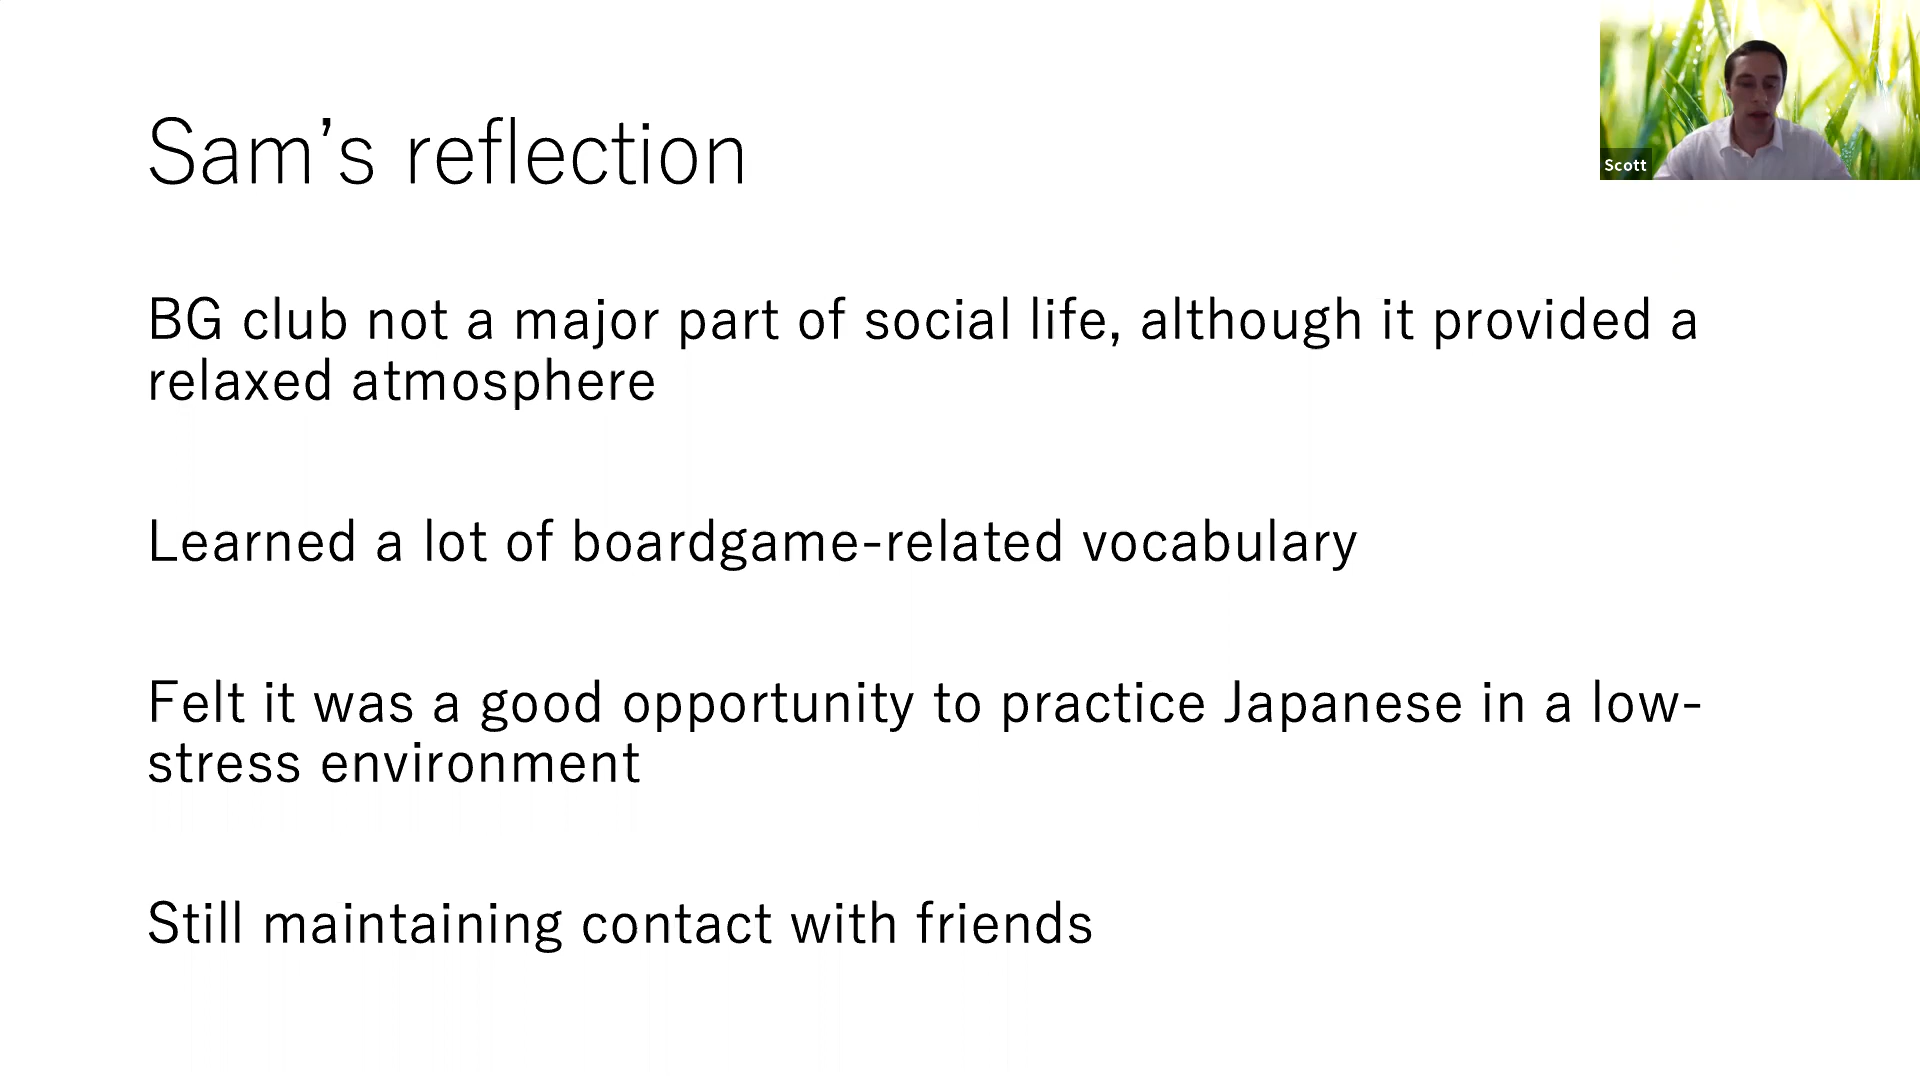 Sam’s reflection
Scott
BG club not a major part of social life, although it provided a
relaxed atmosphere
Learned a lot of boardgame-related vocabulary
Felt it was a good opportunity to practice Japanese in a low-
stress environment
Still maintaining contact with friends